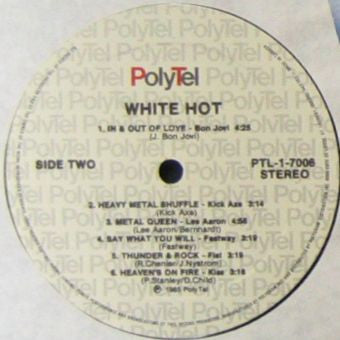 PolyTel
WHITE HOT
1. IN & OUT OF LOVE - Bon Jovi 4:25
(J. Bon Jovi)
SIDE TWO
PTL-1-7006
STEREO
2. HEAVY METAL SHUFFLE - Kick Axe 3:14
(Kick Axe)
3. METAL QUEEN - Lee Aaron 4:58
(Lee Aaron/Bernhardt)
4. SAY WHAT YOU WILL - Fastway 3:19
(Fastway)
5. THUNDER & ROCK - Fist 3:19
(R.Chenier/J.Nystrom)
6. HEAVEN'S ON FIRE - Kiss 3:18
(P.Stanley/D.Child)
© 1985 PolyTel